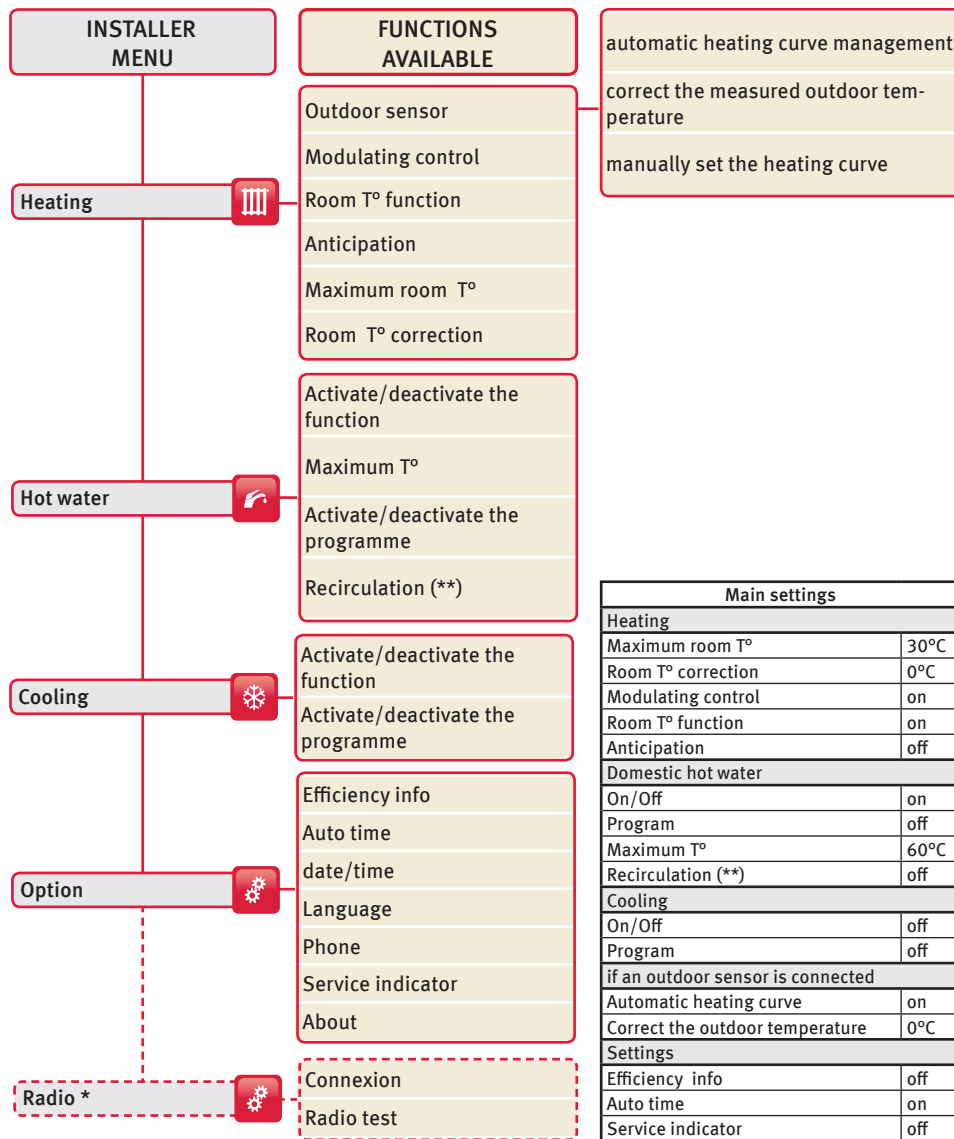 INSTALLER
MENU
FUNCTIONS
AVAILABLE
automatic heating curve management
correct the measured outdoor tem-
perature
manually set the heating curve
Heating
Outdoor sensor
Modulating control
Room T° function
Anticipation
Maximum room T°
Room T° correction
Hot water
Activate/deactivate the
function
Maximum T°
Activate/deactivate the
programme
Recirculation (**)
Cooling
Activate/deactivate the
function
Activate/deactivate the
programme
Option
Efficiency info
Auto time
date/time
Language
Phone
Service indicator
About
Radio *
Connexion
Radio test
Main settings
Heating
Maximum room T° 30°C
Room T° correction 0°C
Modulating control on
Room T° function on
Anticipation off
Domestic hot water
On/Off on
Program off
Maximum T° 60°C
Recirculation (**) off
Cooling
On/Off off
Program off
if an outdoor sensor is connected
Automatic heating curve on
Correct the outdoor temperature 0°C
Settings
Efficiency info off
Auto time on
Service indicator off